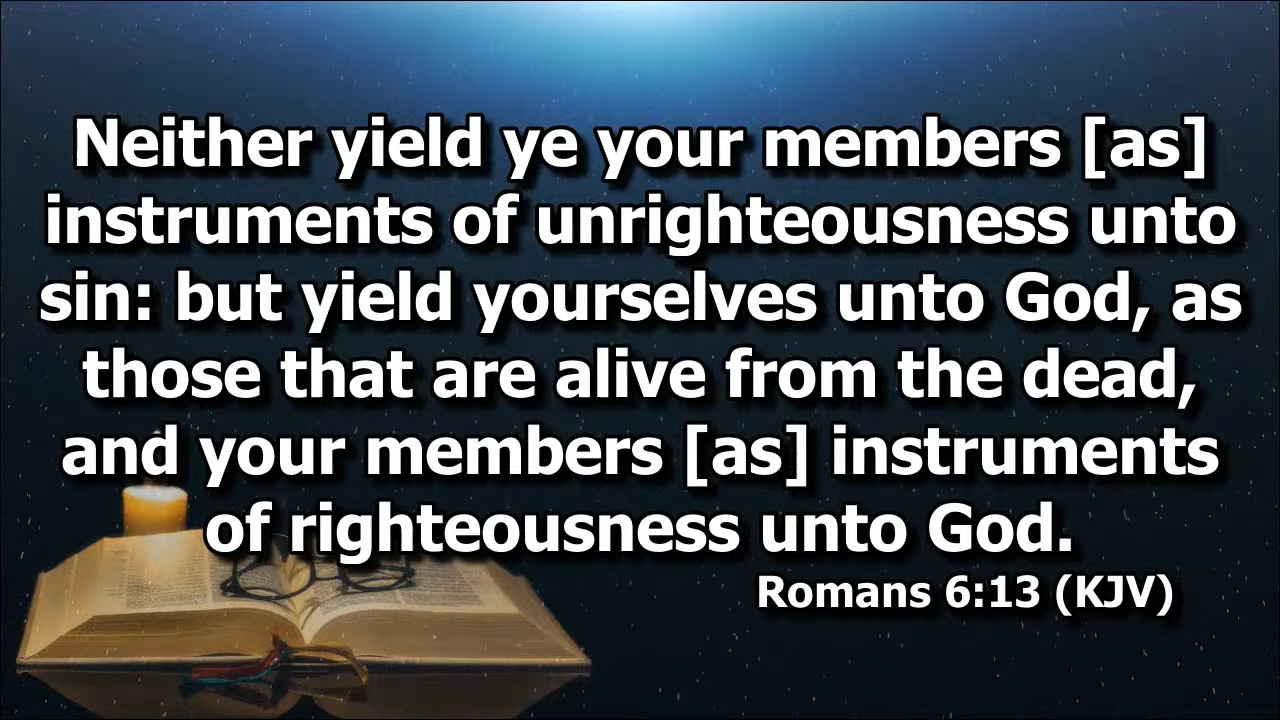 Neither yield ye your members [as]
instruments of unrighteousness unto
sin: but yield yourselves unto God, as
those that are alive from the dead,
and your members [as] instruments
of righteousness unto God.
Romans 6:13 (KJV)